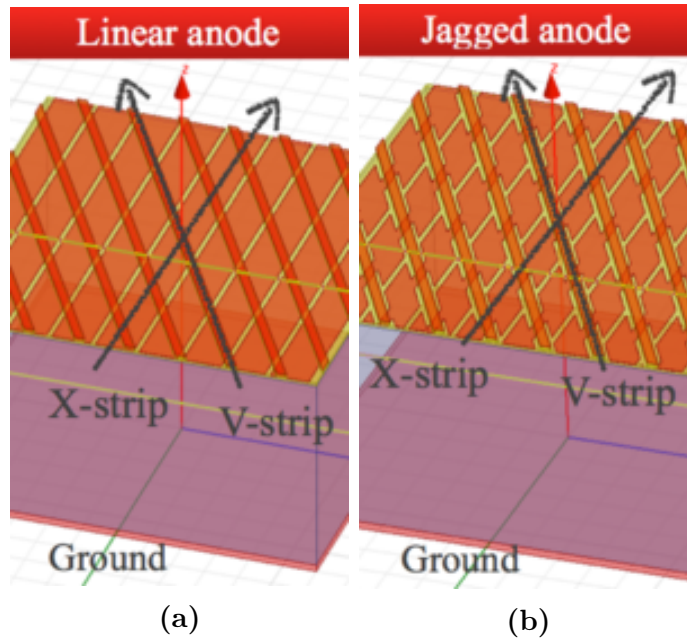 Linear anode
z
X-strip
V-strip
Ground
(a)
Jagged anode
z
X-strip
V-strip
Ground
(b)